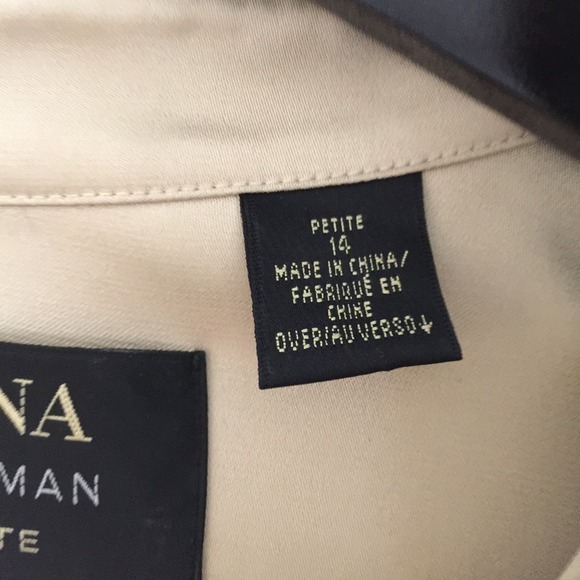 PETITE
14
MADE IN CHINA/
FABRIQUÉ EN
CHINE
OVER/AU VERSO↓
NA
MAN
TE